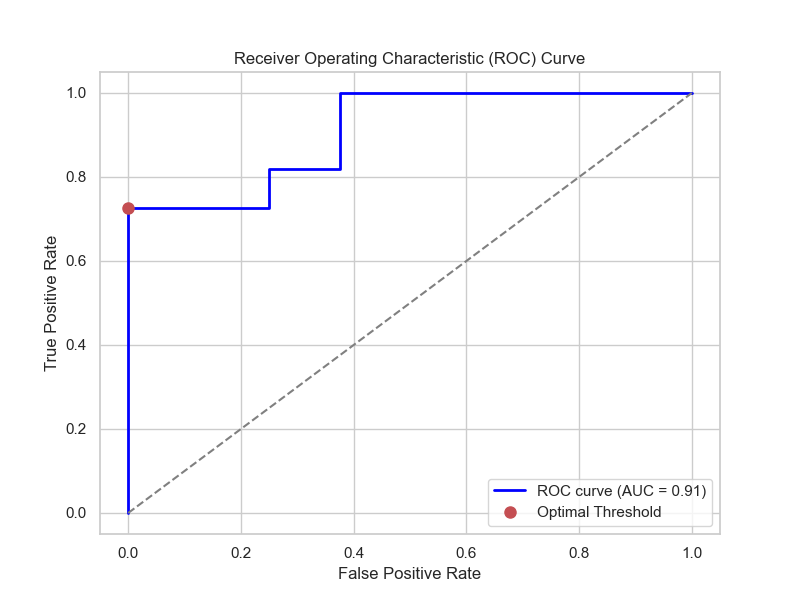 Receiver Operating Characteristic (ROC) Curve
True Positive Rate
1.0
0.8
0.6
0.4
0.2
0.0
0.0 0.2 0.4 0.6 0.8 1.0
False Positive Rate
ROC curve (AUC = 0.91)
Optimal Threshold